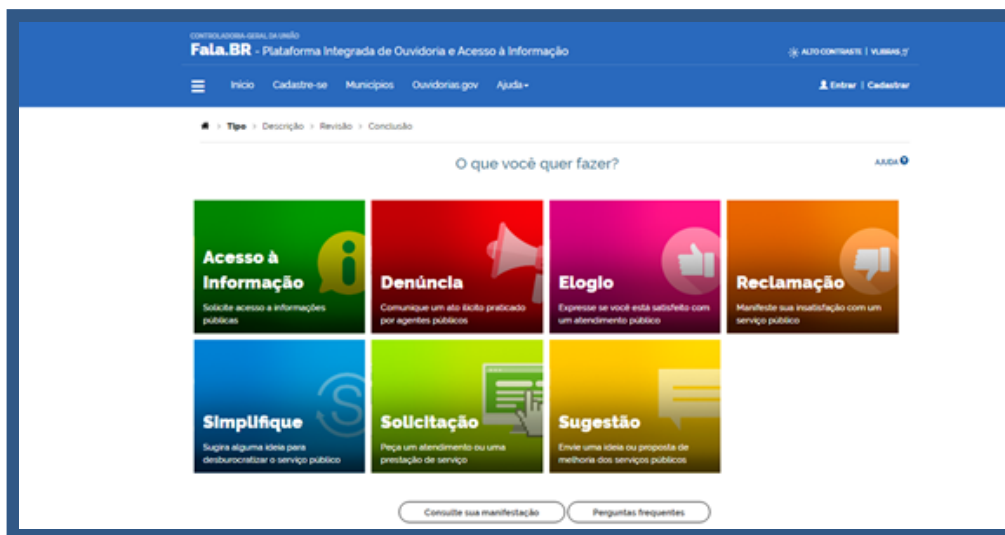 CONTROLADORIA-GERAL DA UNIÃO
Fala.BR - Plataforma Integrada de Ouvidoria e Acesso à Informação
ALTO CONTRASTE | VLIBRAS
Início Cadastre-se Municípios Ouvidorias.gov Ajuda
Entrar | Cadastrar
> Tipo > Descrição > Revisão > Conclusão
O que você quer fazer?
AJUDA
Acesso à
Informação
Solicite acesso a informações
públicas
Denúncia
Comunique um ato ilícito praticado
por agentes públicos
Elogio
Expresse se você está satisfeito com
um atendimento público
Reclamação
Manifeste sua insatisfação com um
serviço público
Simplifique
Sugira alguma ideia para
desburocratizar o serviço público
Solicitação
Peça um atendimento ou uma
prestação de serviço
Sugestão
Envie uma ideia ou proposta de
melhoria dos serviços públicos
Consulte sua manifestação
Perguntas frequentes